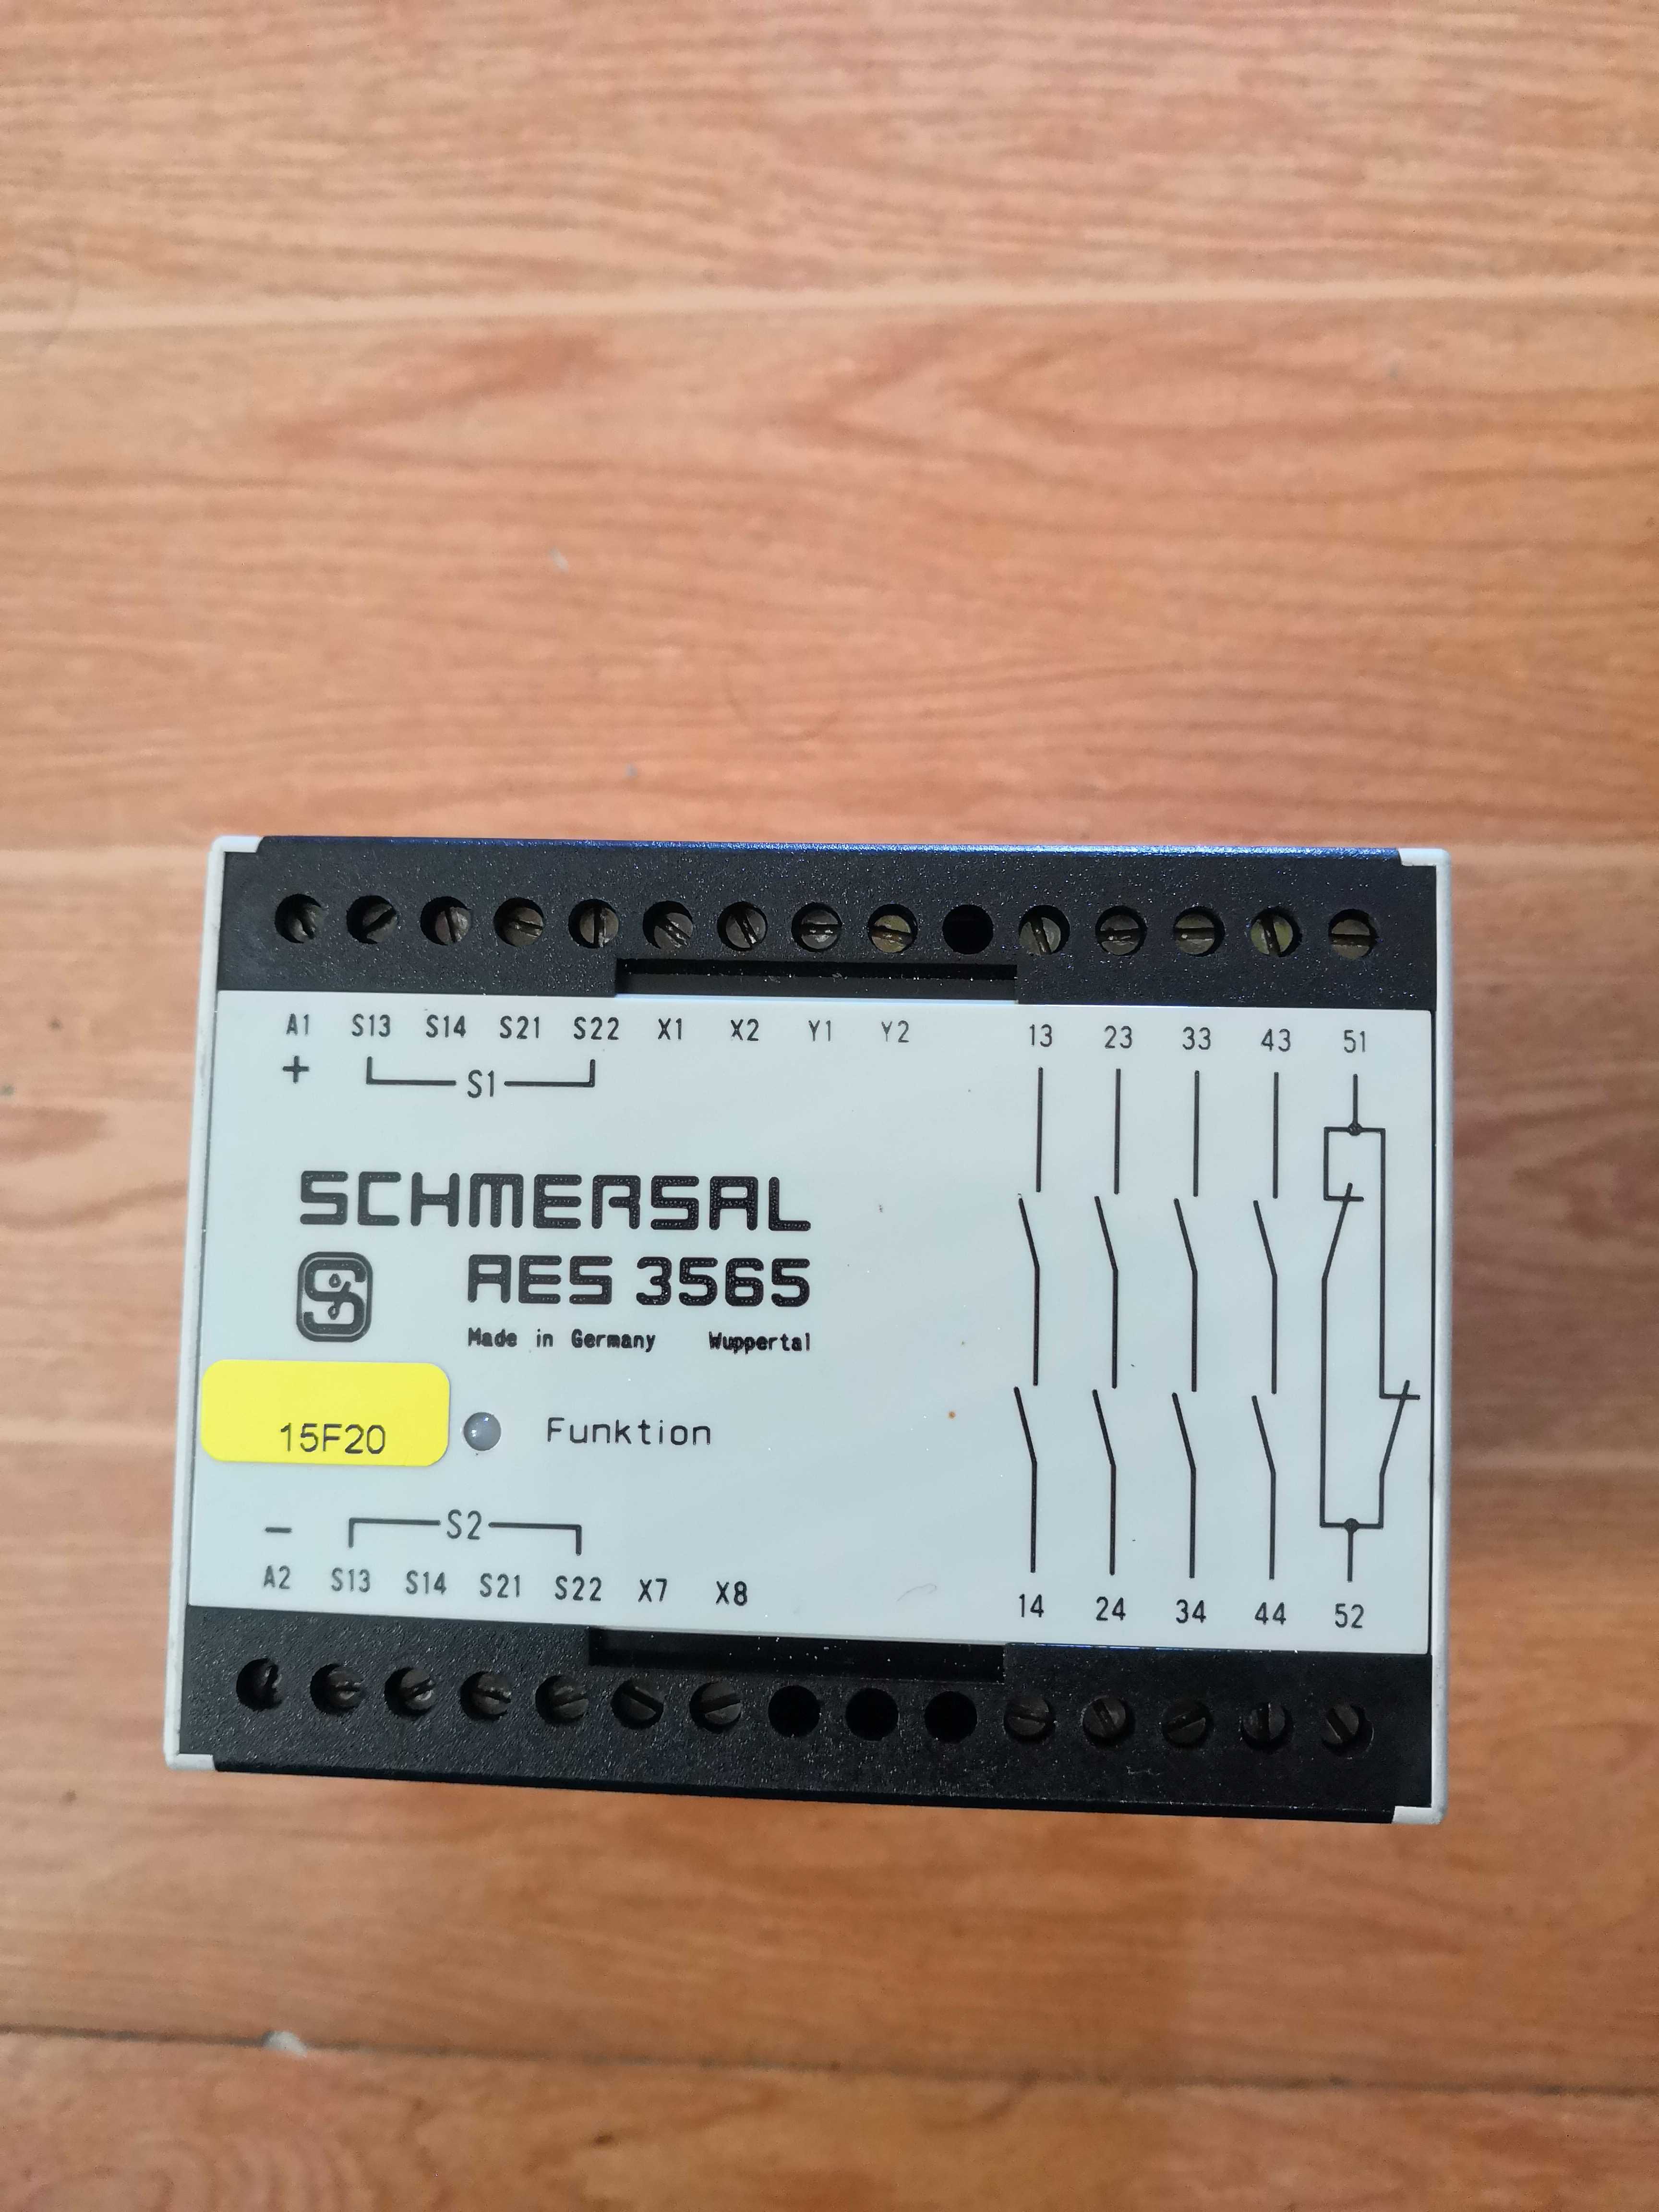 A1 S13 S14 S21 S22 X1 X2 Y1 Y2 13 23 33 43 51
+ S1
SCHMERSAL
AES 3565
Made in Germany Wuppertal
15F20 Funktion
– S2
A2 S13 S14 S21 S22 X7 X8 14 24 34 44 52